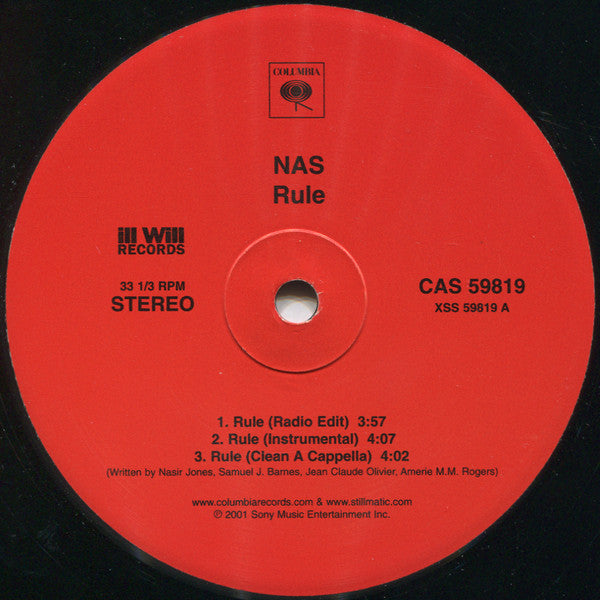 COLUMBIA
NAS
Rule
ill Will
RECORDS
33 1/3 RPM
STEREO
CAS 59819
XSS 59819 A
1. Rule (Radio Edit) 3:57
2. Rule (Instrumental) 4:07
3. Rule (Clean A Cappella) 4:02
(Written by Nasir Jones, Samuel J. Barnes, Jean Claude Olivier, Amerie M.M. Rogers)
www.columbiarecords.com & www.stillmatic.com
℗ 2001 Sony Music Entertainment Inc.